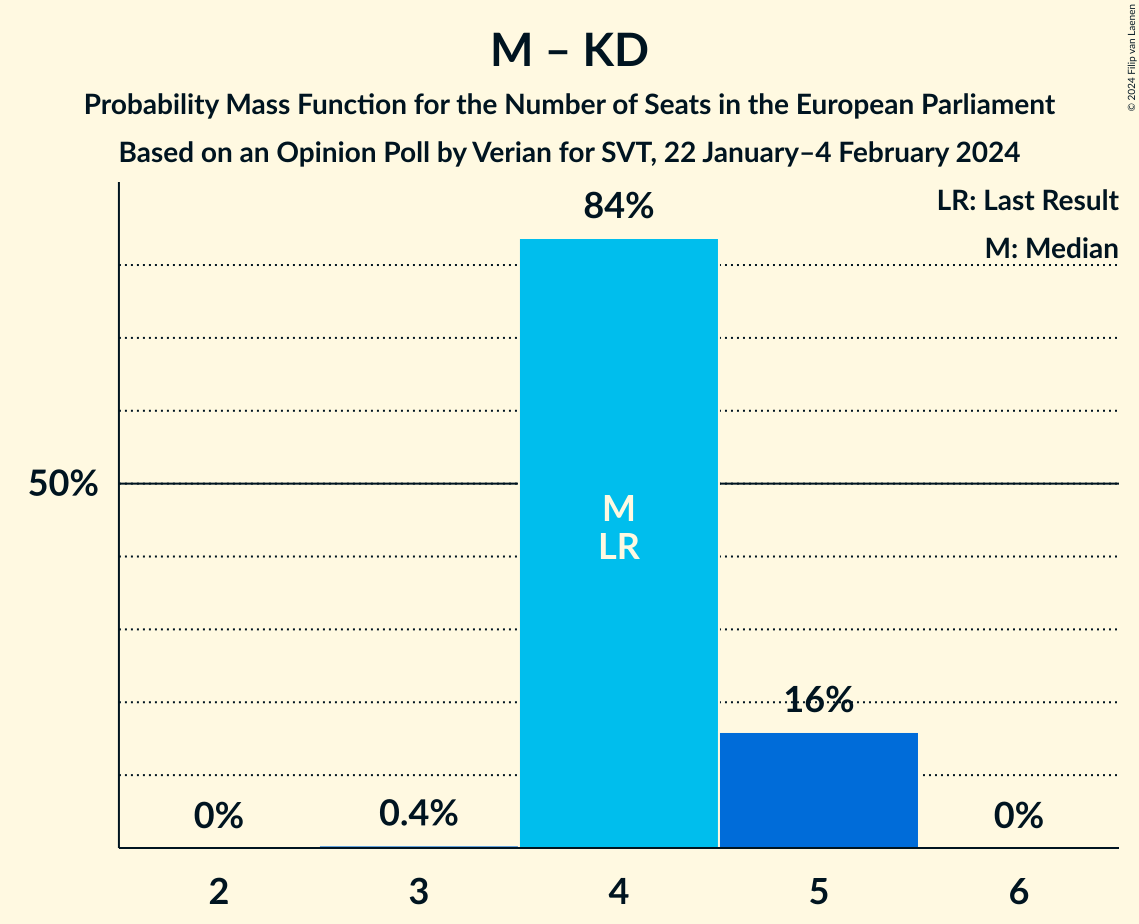 M – KD
Probability Mass Function for the Number of Seats in the European Parliament
Based on an Opinion Poll by Verian for SVT, 22 January–4 February 2024
© 2024 Filip van Laenen
LR: Last Result
M: Median
84%
50%
M
LR
16%
0%
0.4%
0%
2
3
4
5
6